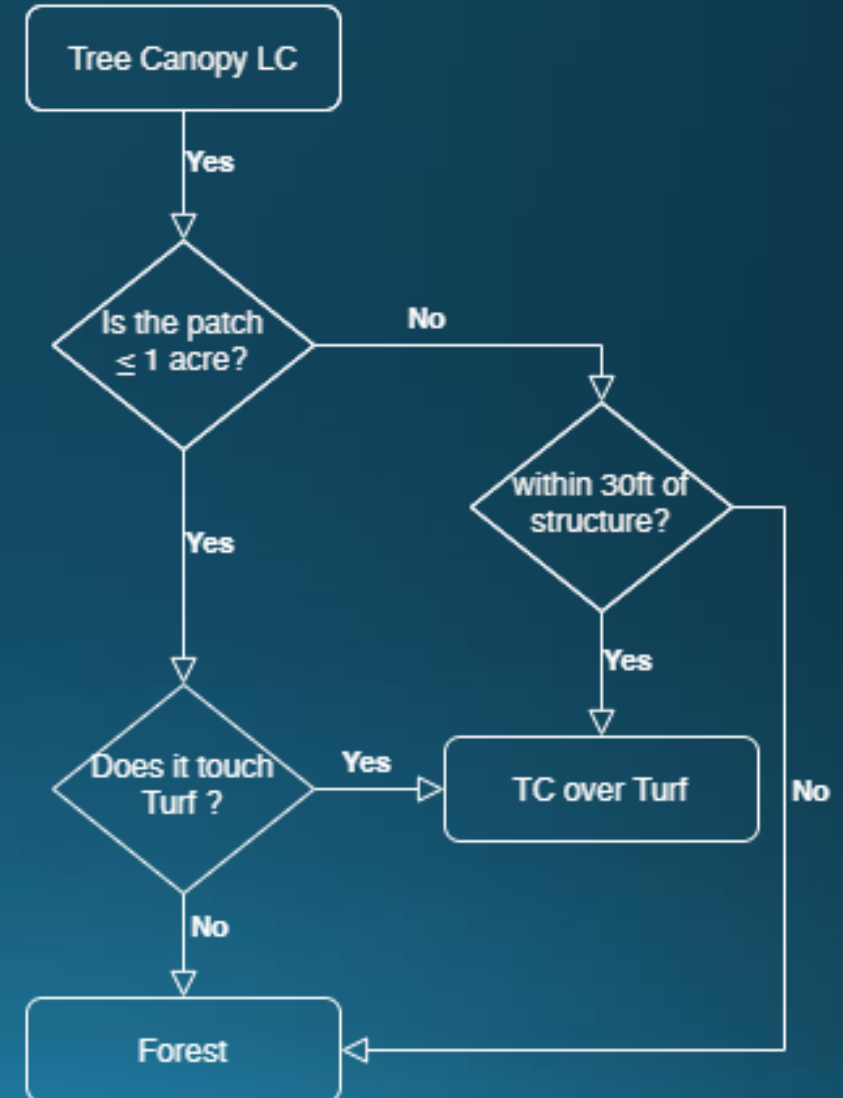 Tree Canopy LC
Yes
Is the patch
≤ 1 acre?
No
within 30ft of
structure?
Yes
Yes
Does it touch
Turf ?
Yes
TC over Turf
No
No
Forest